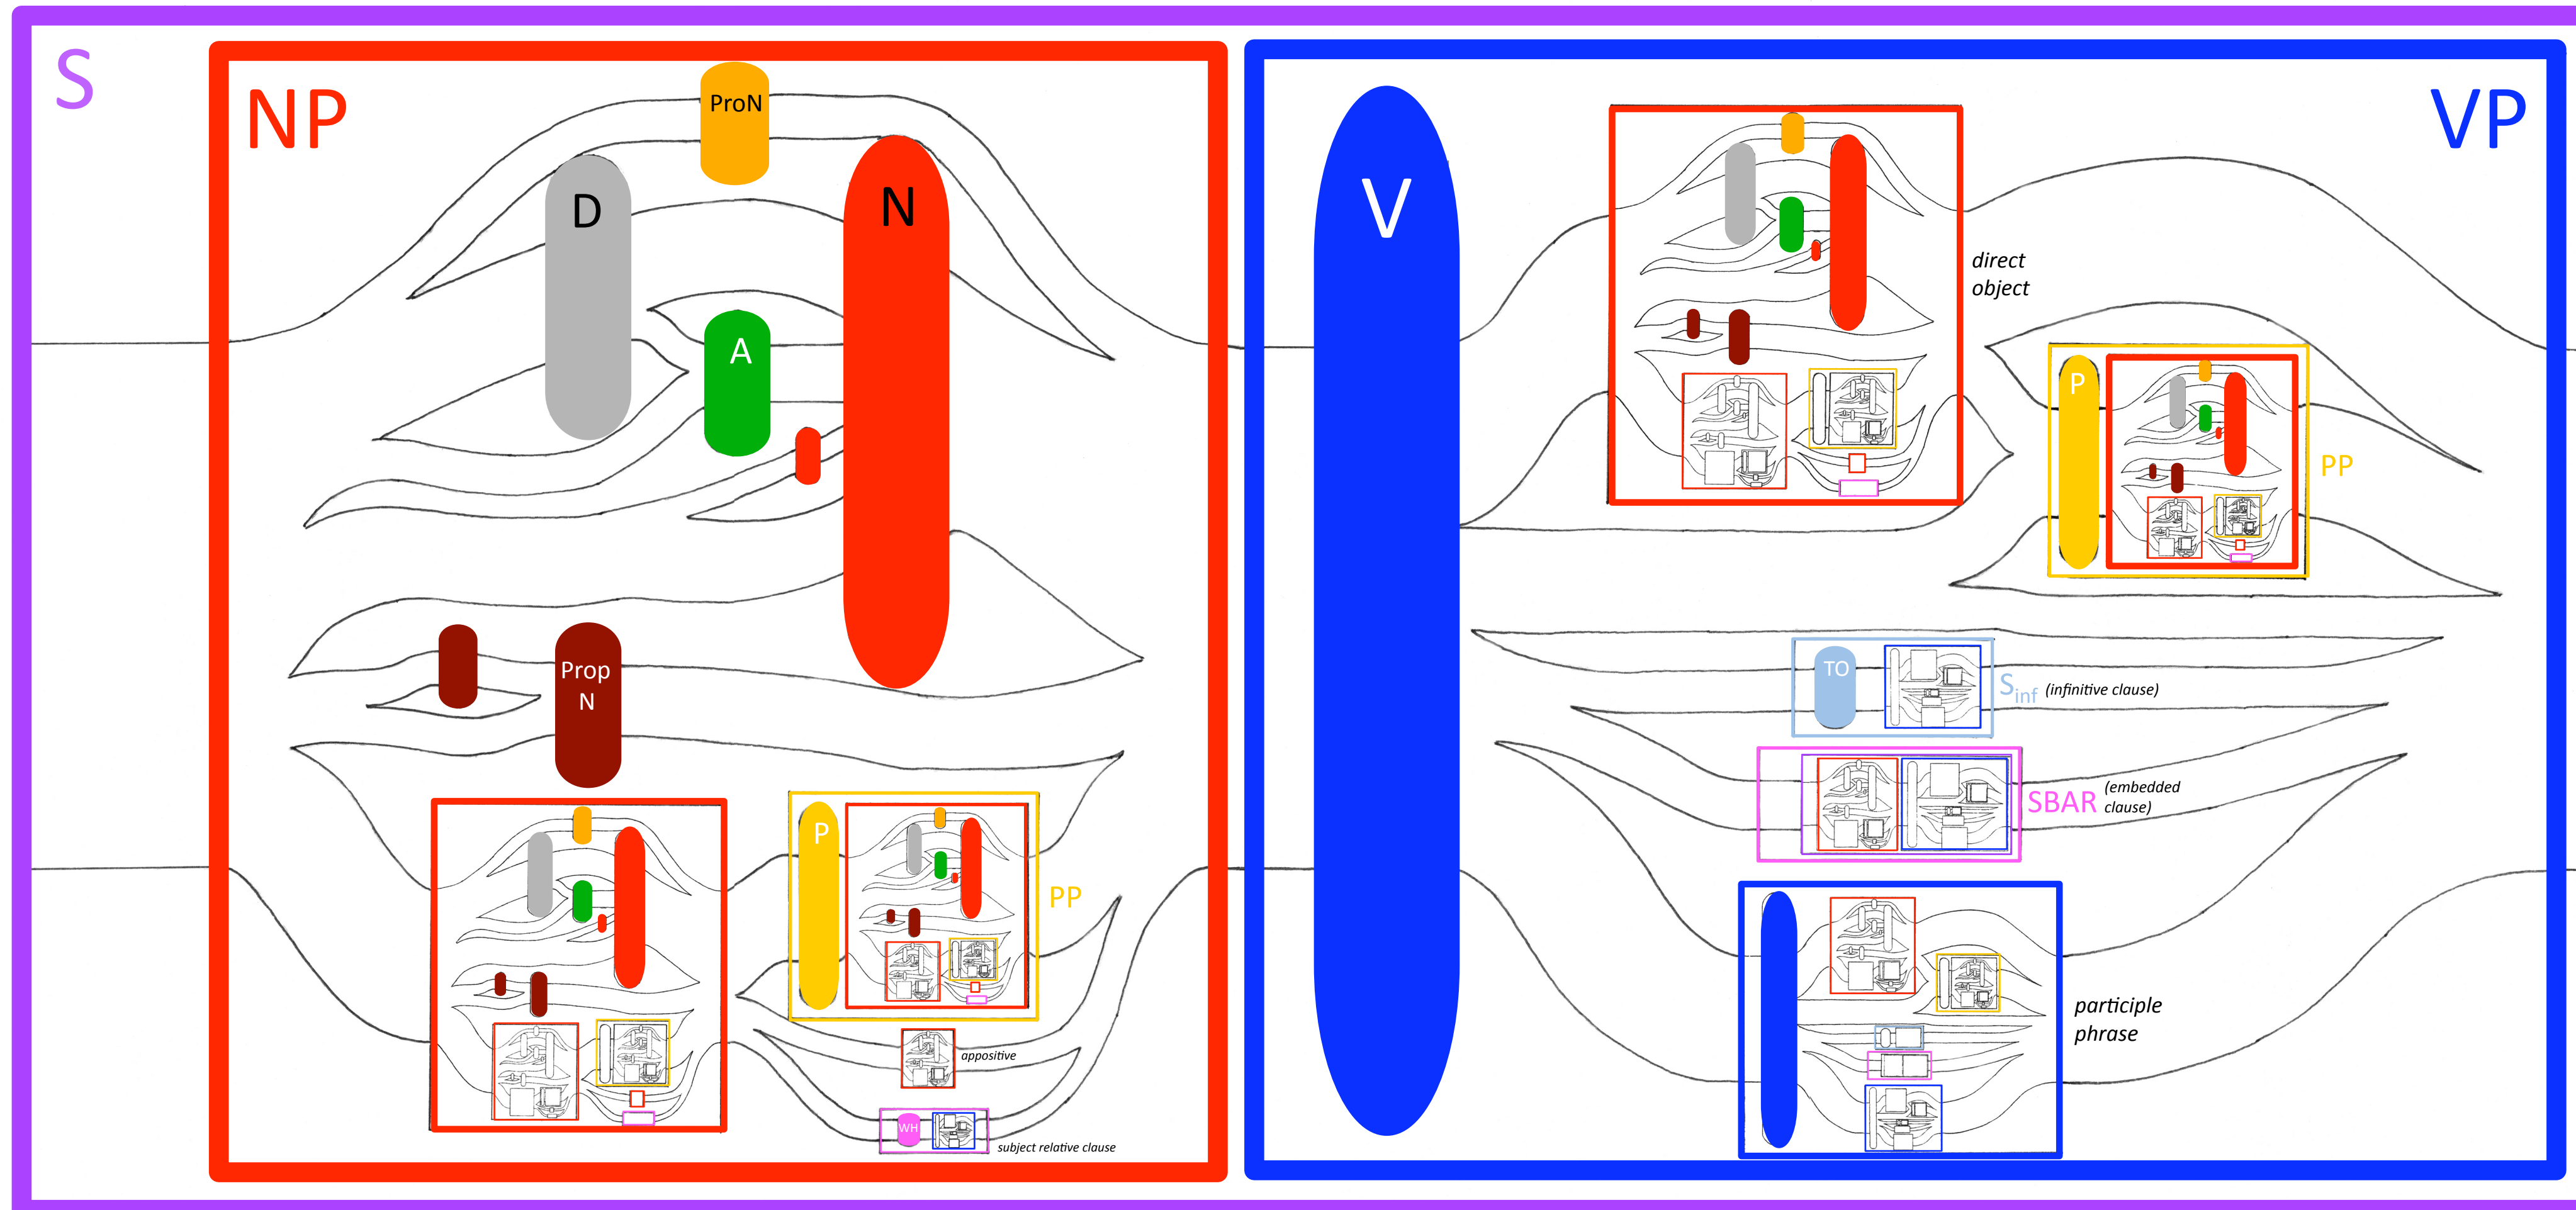 S
NP
ProN
D
N
A
Prop
N
P
PP
appositive
WH
subject relative clause
VP
V
direct
object
P
PP
TO
Sinf (infinitive clause)
SBAR (embedded
clause)
participle
phrase